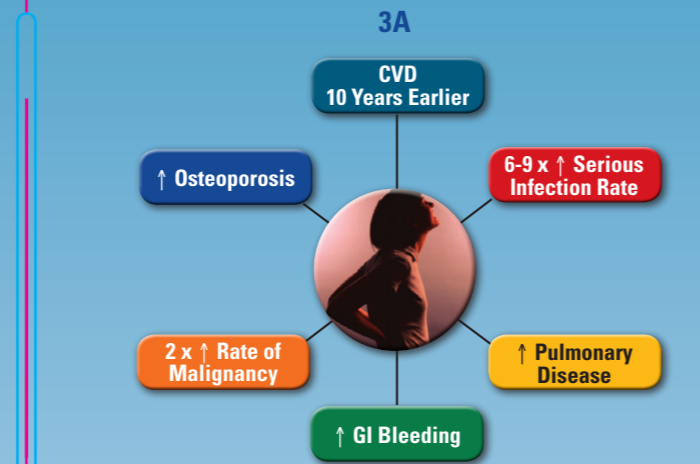 3A
CVD
10 Years Earlier
↑ Osteoporosis
6-9 x ↑ Serious
Infection Rate
2 x ↑ Rate of
Malignancy
↑ Pulmonary
Disease
↑ GI Bleeding